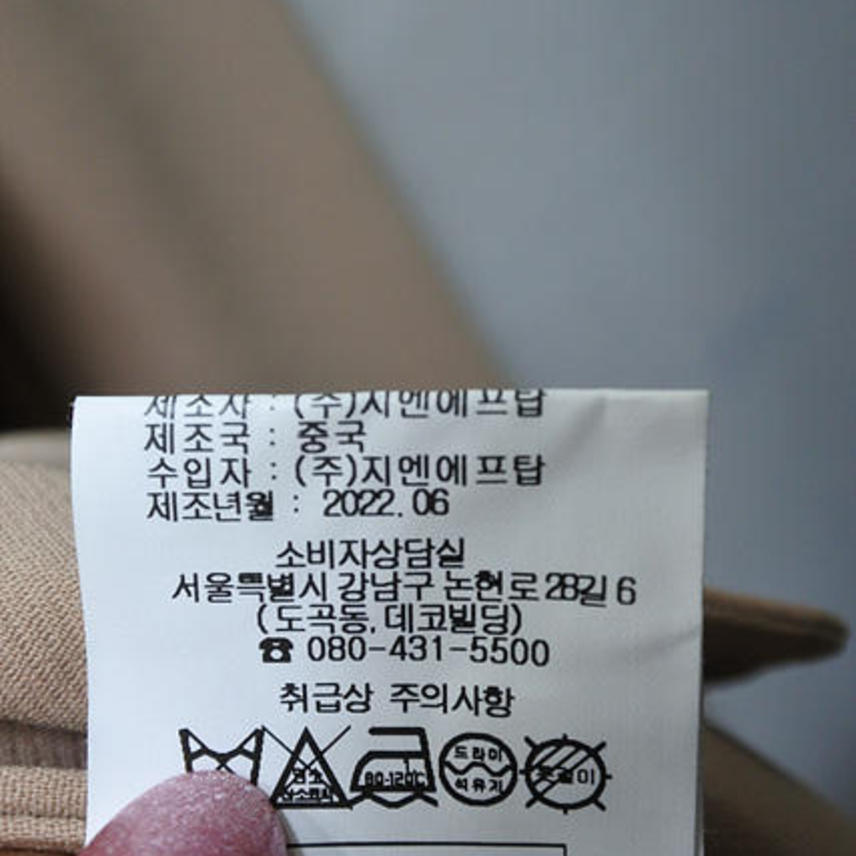 제조자 : (주)지엔에프탑
제조국 : 중국
수입자 : (주)지엔에프탑
제조년월 : 2022.06
소비자상담실
서울특별시 강남구 논현로28길 6
(도곡동, 데코빌딩)
☎ 080-431-5500
취급상 주의사항
80-120℃
드라이
석유계